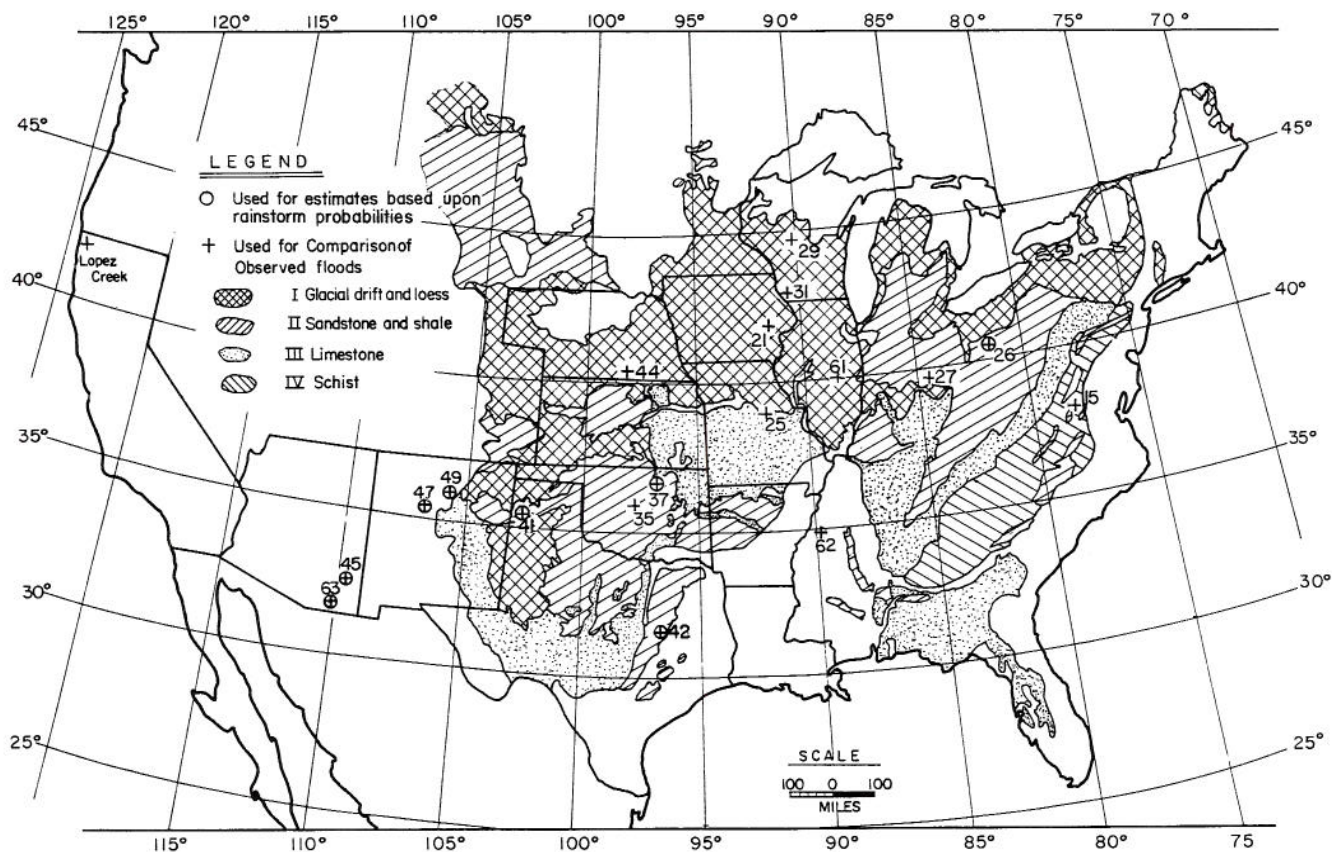 125° 120° 115° 110° 105° 100° 95° 90° 85° 80° 75° 70°
45° 45°
LEGEND
Used for estimates based upon
rainstorm probabilities
Used for Comparison of
Observed floods
I Glacial drift and loess
II Sandstone and shale
III Limestone
IV Schist
Lopez
Creek
40° 40°
29
31
21
26
44
61
27
25
15
35° 35°
49
47
37
41
35
62
45
63
30° 30°
42
25° 25°
SCALE
100 0 100
MILES
115° 110° 105° 100° 95° 90° 85° 80° 75